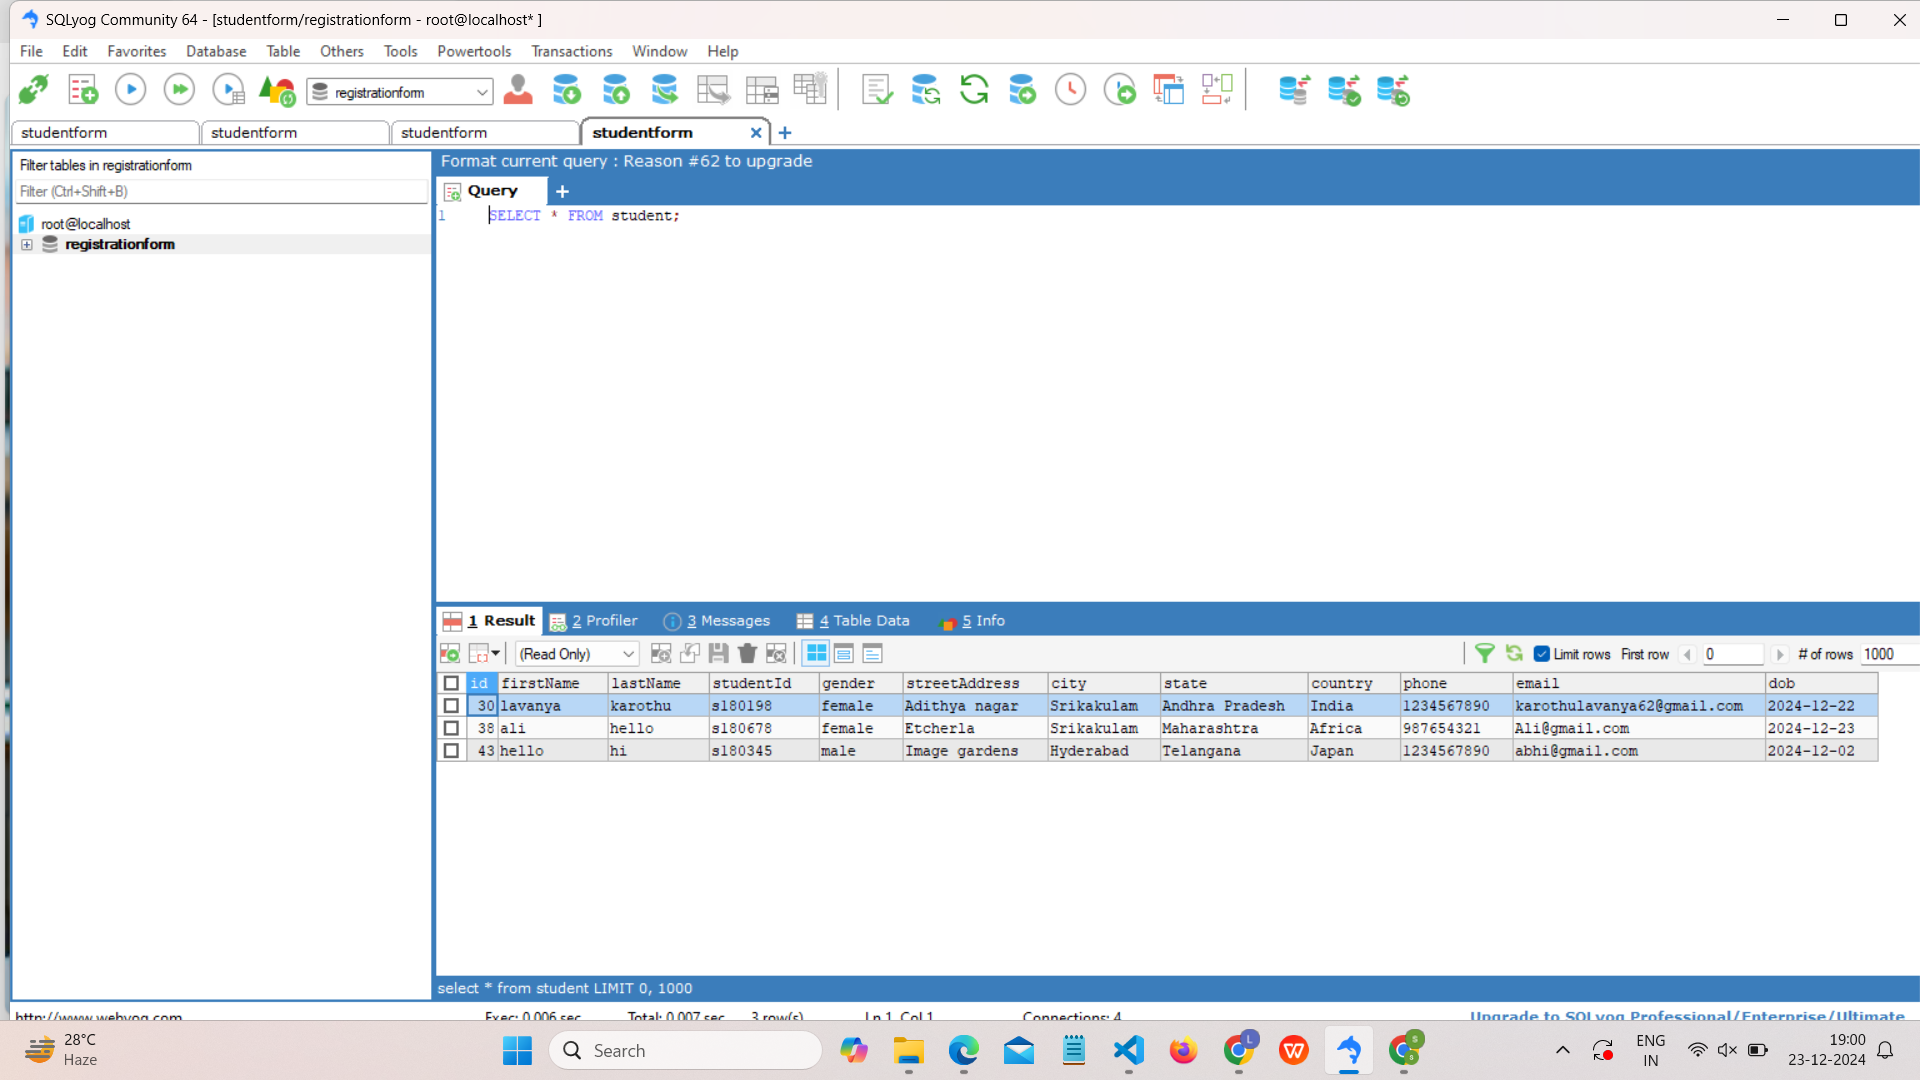 SQLyog Community 64 - [studentform/registrationform - root@localhost* ]
File Edit Favorites Database Table Others Tools Powertools Transactions Window Help
registrationform
studentform studentform studentform studentform
Filter tables in registrationform
Filter (Ctrl+Shift+B)
root@localhost
registrationform
Format current query : Reason #62 to upgrade
Query
1 SELECT * FROM student;
1 Result 2 Profiler 3 Messages 4 Table Data 5 Info
(Read Only) Limit rows First row 0 # of rows 1000
id firstName lastName studentId gender streetAddress city state country phone email dob
30 lavanya karothu s180198 female Adithya nagar Srikakulam Andhra Pradesh India 1234567890 karothulavanya62@gmail.com 2024-12-22
38 ali hello s180678 female Etcherla Srikakulam Maharashtra Africa 987654321 Ali@gmail.com 2024-12-23
43 hello hi s180345 male Image gardens Hyderabad Telangana Japan 1234567890 abhi@gmail.com 2024-12-02
select * from student LIMIT 0, 1000
http://www.webyog.com Exec: 0.006 sec Total: 0.007 sec 3 row(s) Ln 1, Col 1 Connections: 4 Upgrade to SQLyog Professional/Enterprise/Ultimate
28°C
Haze
Search
ENG
IN
19:00
23-12-2024